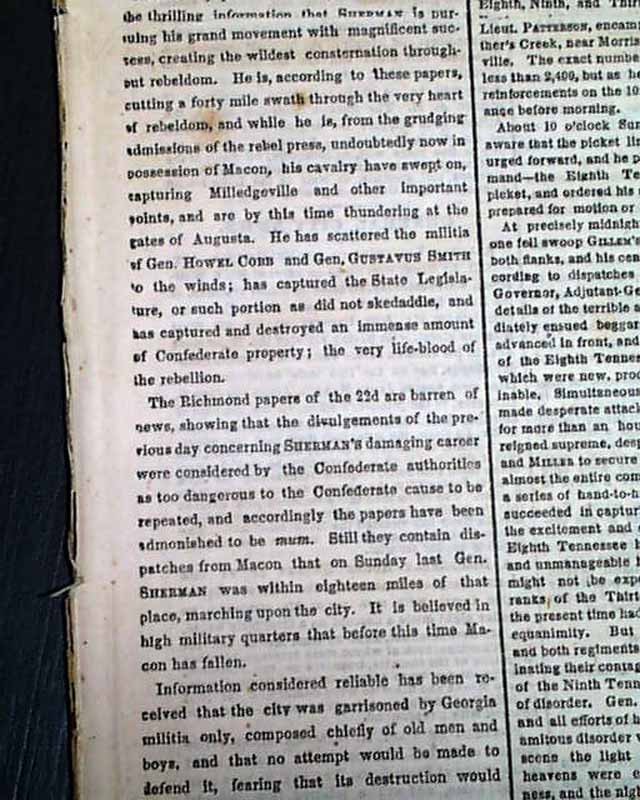 the thrilling information that SHERMAN is pur-
suing his grand movement with magnificent suc-
cess, creating the wildest consternation through-
out rebeldom. He is, according to these papers,
cutting a forty mile swath through the very heart
of rebeldom, and while he is, from the grudging
admissions of the rebel press, undoubtedly now in
possession of Macon, his cavalry have swept on,
capturing Milledgeville and other important
points, and are by this time thundering at the
gates of Augusta. He has scattered the militia
of Gen. HOWEL COBB and Gen. GUSTAVUS SMITH
to the winds; has captured the State Legisla-
ture, or such portion as did not skedaddle, and
has captured and destroyed an immense amount
of Confederate property; the very life-blood of
the rebellion.
The Richmond papers of the 22d are barren of
news, showing that the divulgements of the pre-
vious day concerning SHERMAN'S damaging career
were considered by the Confederate authorities
as too dangerous to the Confederate cause to be
repeated, and accordingly the papers have been
admonished to be mum. Still they contain dis-
patches from Macon that on Sunday last Gen.
SHERMAN was within eighteen miles of that
place, marching upon the city. It is believed in
high military quarters that before this time Ma-
con has fallen.
Information considered reliable has been re-
ceived that the city was garrisoned by Georgia
militia only, composed chiefly of old men and
boys, and that no attempt would be made to
defend it, fearing that its destruction would
Eighth, Ninth, and Thirt
Lieut. PATTERSON, encamp
ther's Creek, near Morris
ville. The exact numbe
less than 2,400, but as he
reinforcements on the 10
ance before morning.
About 10 o'clock Sun
aware that the picket li
urged forward, and he p
mand—the Eighth Te
picket, and ordered his
prepared for motion or
At precisely midnigh
one fell swoop GILLEM'S
both flanks, and his cen
cording to dispatches
Governor, Adjutant-Ge
details of the terrible a
diately ensued beggar
advanced in front, and
of the Eighth Tennes
which were new, prod
inable. Simultaneous
made desperate attac
for more than an hou
reigned supreme, desp
and MILLER to secure
almost the entire com
a series of hand-to-h
succeeded in captur
the excitement and
Eighth Tennessee
and unmanageable
might not be expe
ranks of the Thirt
the present time had
equanimity. But
and both regiments
inating their contag
of the Ninth Tenn
of disorder. Gen.
and all efforts of h
amitous disorder
scene the light
heavens were
ness, and the nigh